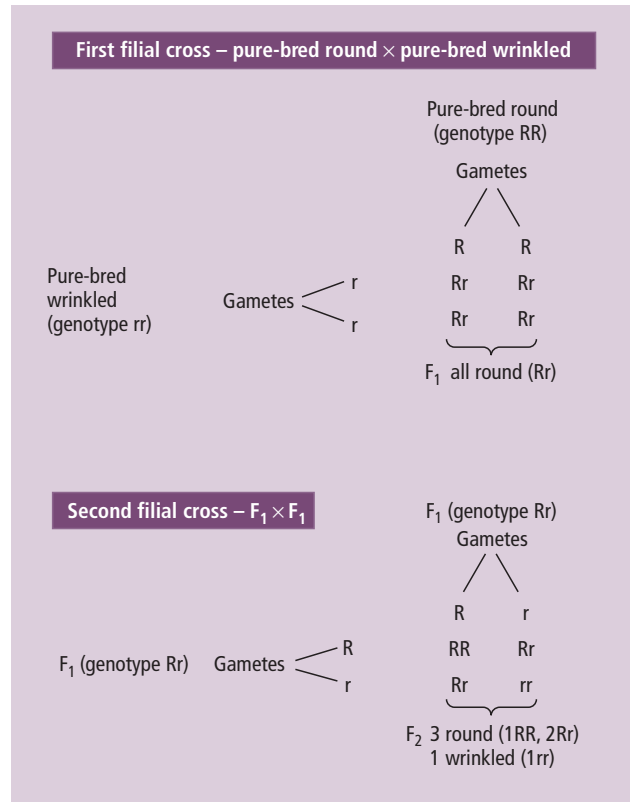 First filial cross – pure-bred round × pure-bred wrinkled
Pure-bred round
(genotype RR)
Gametes
R R
Pure-bred
wrinkled
(genotype rr)
Gametes
r Rr Rr
r Rr Rr
F₁ all round (Rr)
Second filial cross – F₁ × F₁
F₁ (genotype Rr)
Gametes
R r
F₁ (genotype Rr) Gametes
R RR Rr
r Rr rr
F₂ 3 round (1RR, 2Rr)
1 wrinkled (1rr)